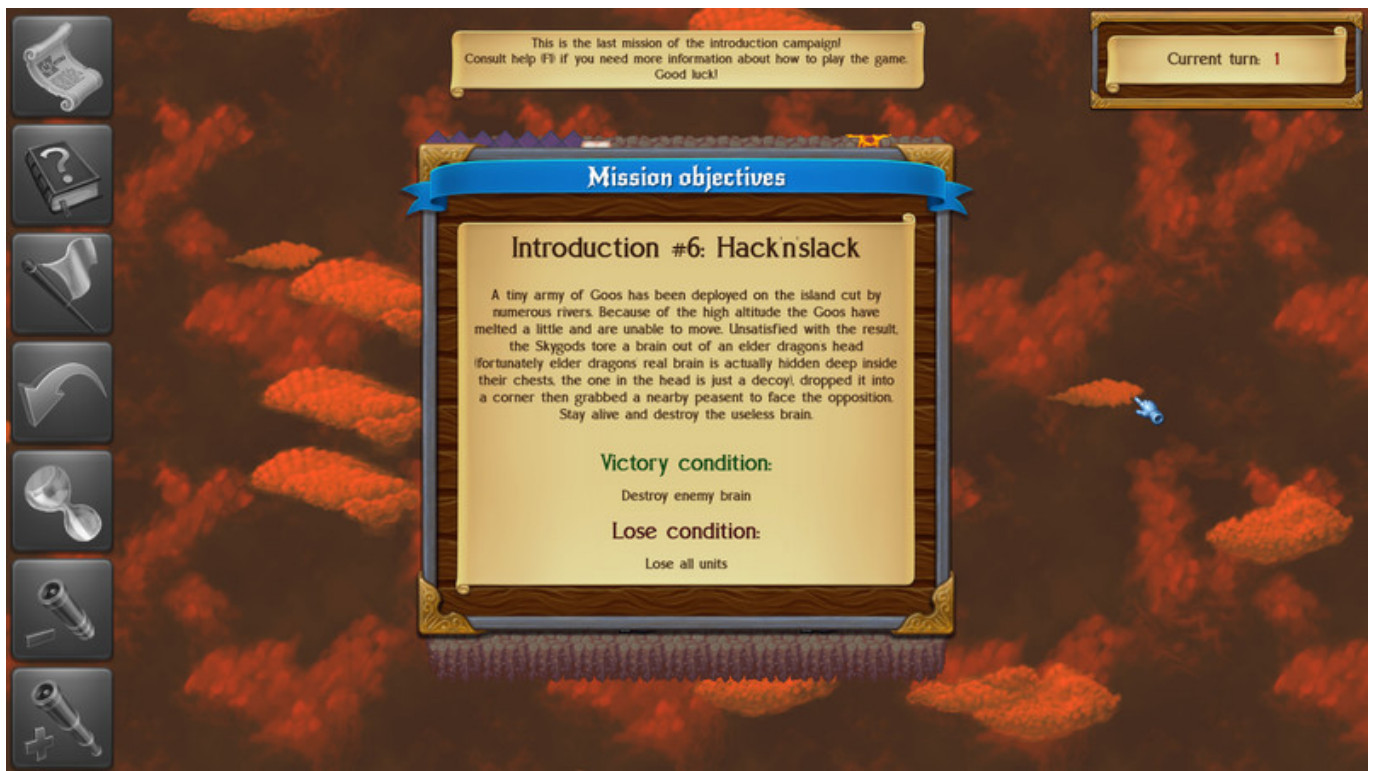 This is the last mission of the introduction campaign!
Consult help (F1) if you need more information about how to play the game.
Good luck!
Current turn: 1
Mission objectives
Introduction #6: Hack'n'slack
A tiny army of Goos has been deployed on the island cut by
numerous rivers. Because of the high altitude the Goos have
melted a little and are unable to move. Unsatisfied with the result,
the Skygods tore a brain out of an elder dragons head
(fortunately elder dragons real brain is actually hidden deep inside
their chests, the one in the head is just a decoy), dropped it into
a corner then grabbed a nearby peasent to face the opposition.
Stay alive and destroy the useless brain.
Victory condition:
Destroy enemy brain
Lose condition:
Lose all units